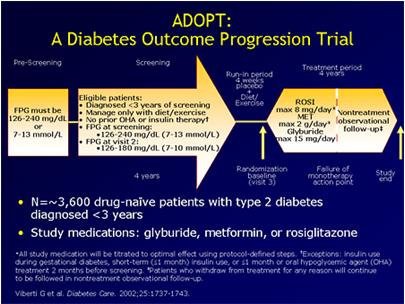 ADOPT:
A Diabetes Outcome Progression Trial
Pre-Screening
Screening
Run-in period
4 weeks
placebo
+
Diet/
Exercise
Treatment period
4 years
FPG must be
126-240 mg/dL
or
7-13 mmol/L
Eligible patients:
• Diagnosed <3 years of screening
• Manage only with diet/exercise
• No prior OHA or insulin therapy†
• FPG at screening:
•126-240 mg/dL (7-13 mmol/L)
• FPG at visit 2:
•126-180 mg/dL (7-10 mmol/L)
ROSI
max 8 mg/day*
MET
max 2 g/day*
Glyburide
max 15 mg/day*
Nontreatment
observational
follow-up‡
4 years
Randomization
baseline
(visit 3)
Failure of
monotherapy
action point
Study
end
• N=~3,600 drug-naïve patients with type 2 diabetes
diagnosed <3 years
• Study medications: glyburide, metformin, or rosiglitazone
*All study medication will be titrated to optimal effect using protocol-defined steps. †Exceptions: insulin use
during gestational diabetes, short-term (≤1 month) insulin use, or ≤1 month or oral hypoglycemic agent (OHA)
treatment 2 months before screening. ‡Patients who withdraw from treatment for any reason will continue
to be followed in nontreatment observational follow-up.
Viberti G et al. Diabetes Care. 2002;25:1737-1743.